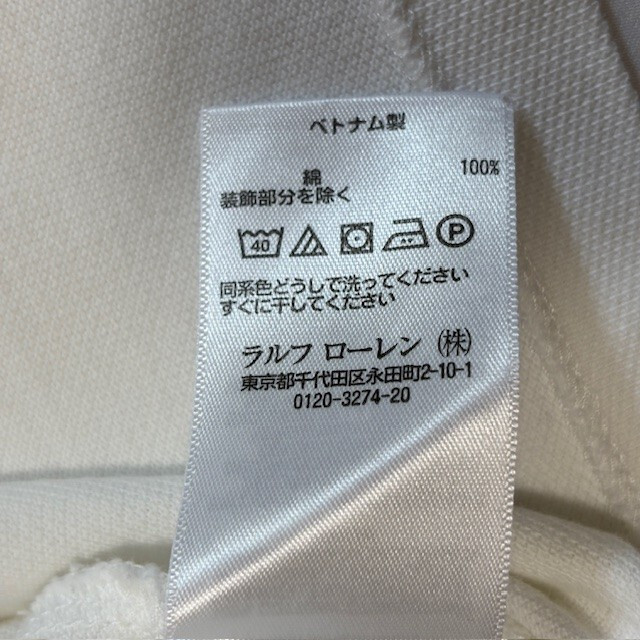 ベトナム製
綿 100%
装飾部分を除く
40 P
同系色どうしで洗ってください
すぐに干してください
ラルフ ローレン (株)
東京都千代田区永田町2-10-1
0120-3274-20